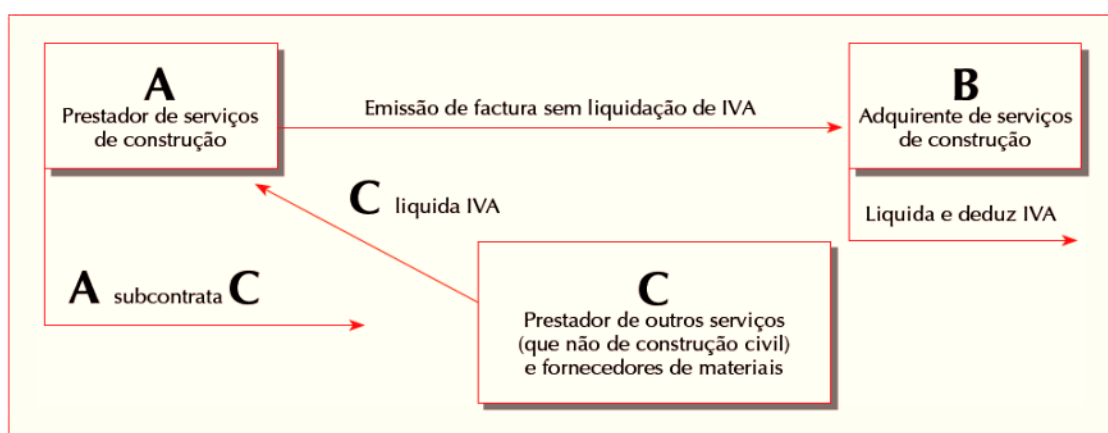 A
Prestador de serviços
de construção
Emissão de factura sem liquidação de IVA
B
Adquirente de serviços
de construção
C liquida IVA
Liquida e deduz IVA
A subcontrata C
C
Prestador de outros serviços
(que não de construção civil)
e fornecedores de materiais